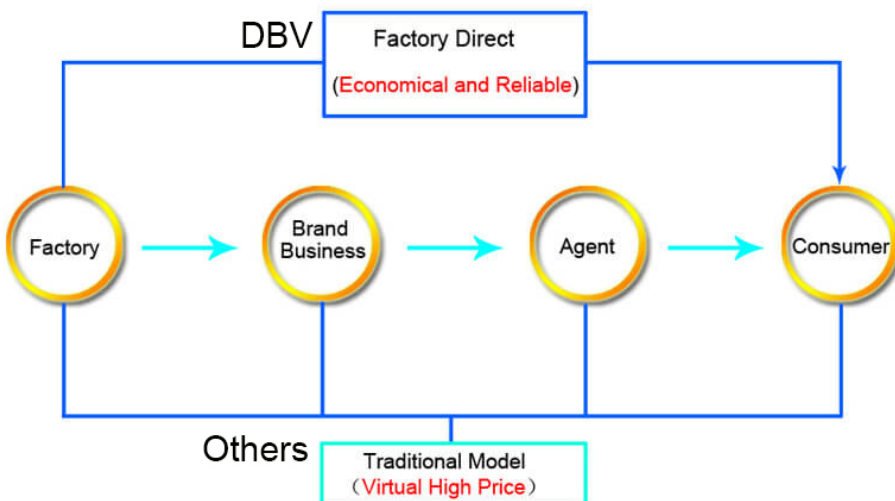 DBV
Factory Direct
(Economical and Reliable)
Factory
Brand
Business
Agent
Consumer
Others
Traditional Model
（Virtual High Price）